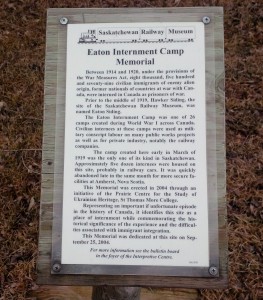 THE Saskatchewan Railway Museum
Eaton Internment Camp
Memorial
Between 1914 and 1920, under the provisions of
the War Measures Act, eight thousand, five hundred
and seventy-nine civilian immigrants of enemy alien
origin, former nationals of countries at war with Can-
ada, were interned in Canada as prisoners of war.
Prior to the middle of 1919, Hawker Siding, the
site of the Saskatchewan Railway Museum, was
named Eaton Siding.
The Eaton Internment Camp was one of 26
camps created during World War I across Canada.
Civilian internees at these camps were used as mili-
tary conscript labour on many public works projects
as well as for private industry, notably the railway
companies.
The camp created here early in March of
1919 was the only one of its kind in Saskatchewan.
Approximately five dozen internees were housed on
this site, probably in railway cars. It was quickly
abandoned late in the same month for more secure fa-
cilities at Amherst, Nova Scotia.
This Memorial was erected in 2004 through an
initiative of the Prairie Centre for the Study of
Ukrainian Heritage, St Thomas More College.
Representing an important if unfortunate episode
in the history of Canada, it identifies this site as a
place of internment while communicating the his-
torical significance of the experience and the difficul-
ties associated with immigrant integration.
This Memorial was dedicated at this site on Sep-
tember 25, 2004.
For more information see the bulletin board
in the foyer of the Interpretive Centre.